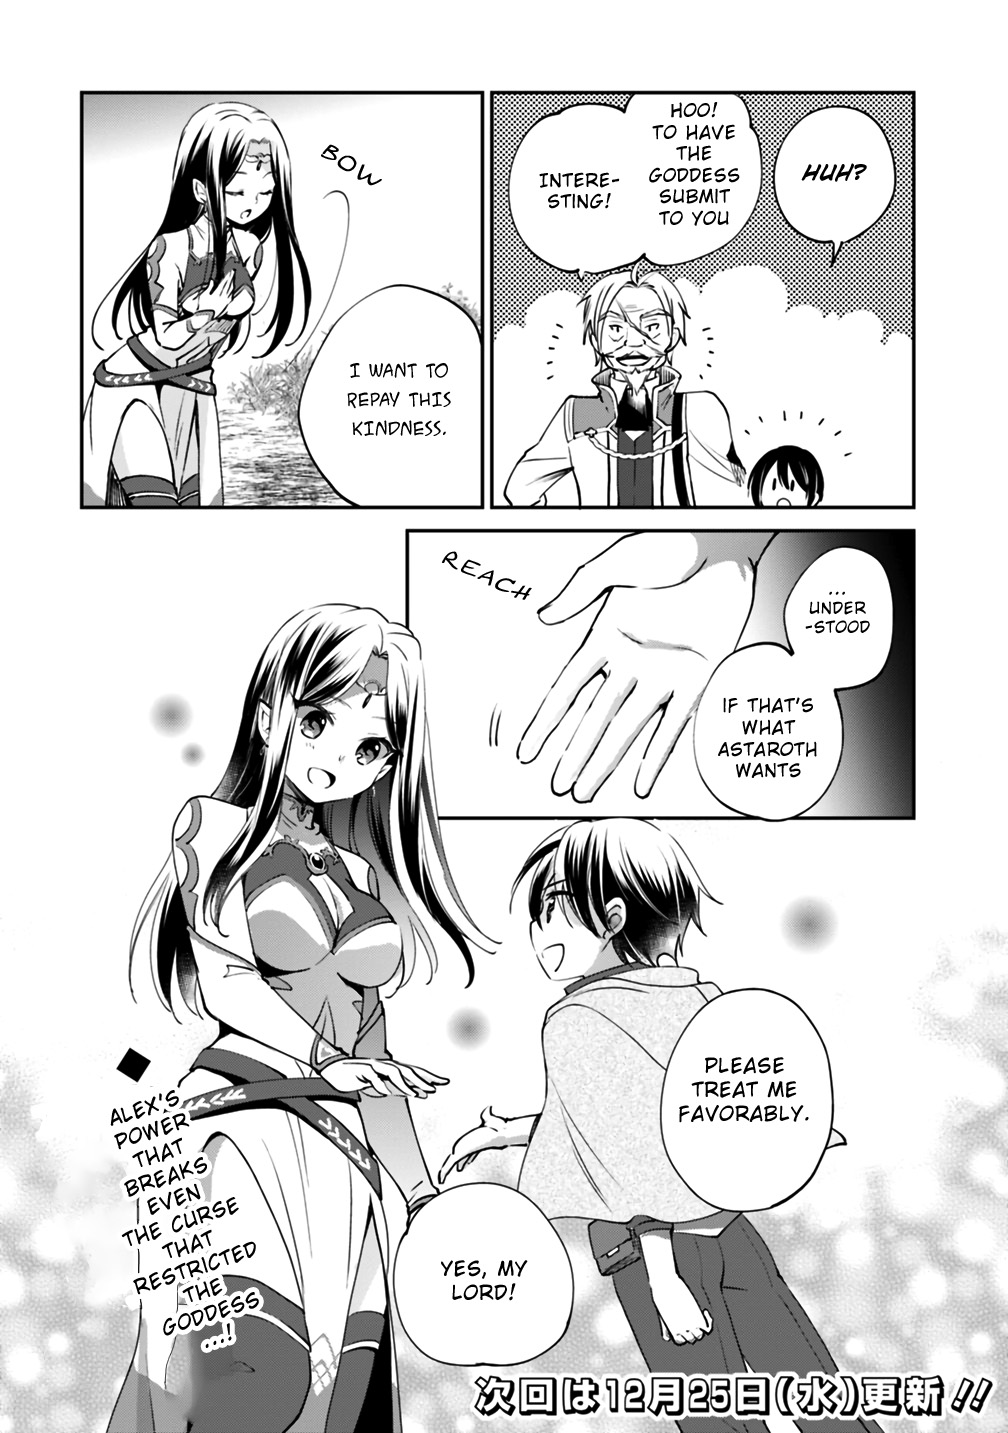 HUH?
HOO!
TO HAVE
THE
GODDESS
SUBMIT
TO YOU
INTERE-
STING!
BOW
I WANT TO
REPAY THIS
KINDNESS.
REACH
...
UNDER
-STOOD
IF THAT'S
WHAT
ASTAROTH
WANTS
PLEASE
TREAT ME
FAVORABLY.
YES, MY
LORD!
ALEX'S
POWER
THAT
BREAKS
EVEN
THE CURSE
THAT
RESTRICTED
THE
GODDESS
...!
次回は12月25日(水)更新!!